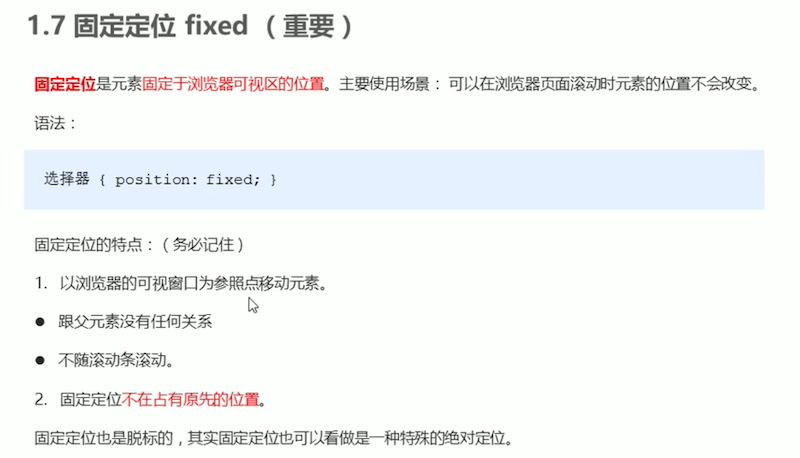 1.7 固定定位 fixed （重要）
固定定位是元素固定于浏览器可视区的位置。主要使用场景： 可以在浏览器页面滚动时元素的位置不会改变。
语法：
选择器 { position: fixed; }
固定定位的特点：（务必记住）
1. 以浏览器的可视窗口为参照点移动元素。
● 跟父元素没有任何关系
● 不随滚动条滚动。
2. 固定定位不在占有原先的位置。
固定定位也是脱标的，其实固定定位也可以看做是一种特殊的绝对定位。